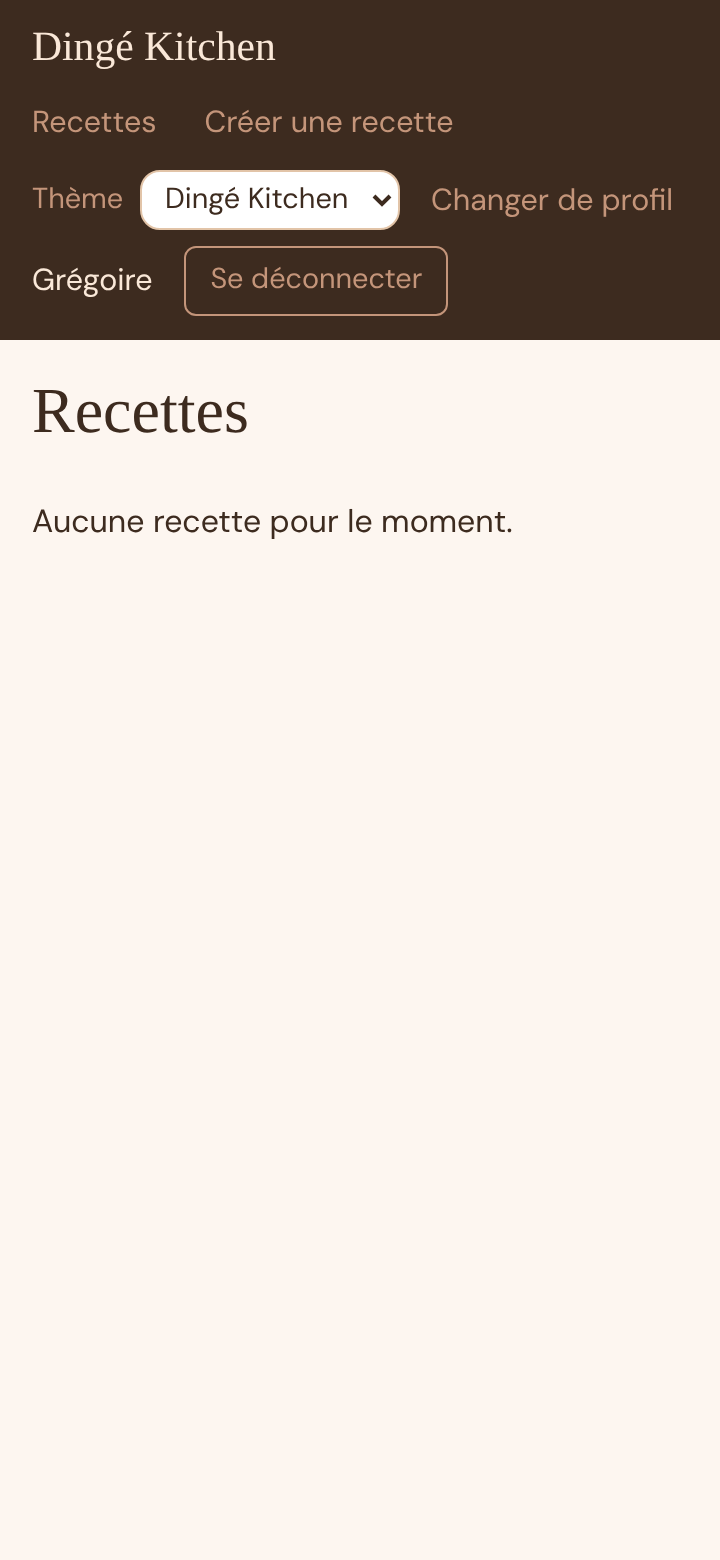 Dingé Kitchen
Recettes Créer une recette
Thème Dingé Kitchen Changer de profil
Grégoire Se déconnecter
Recettes
Aucune recette pour le moment.